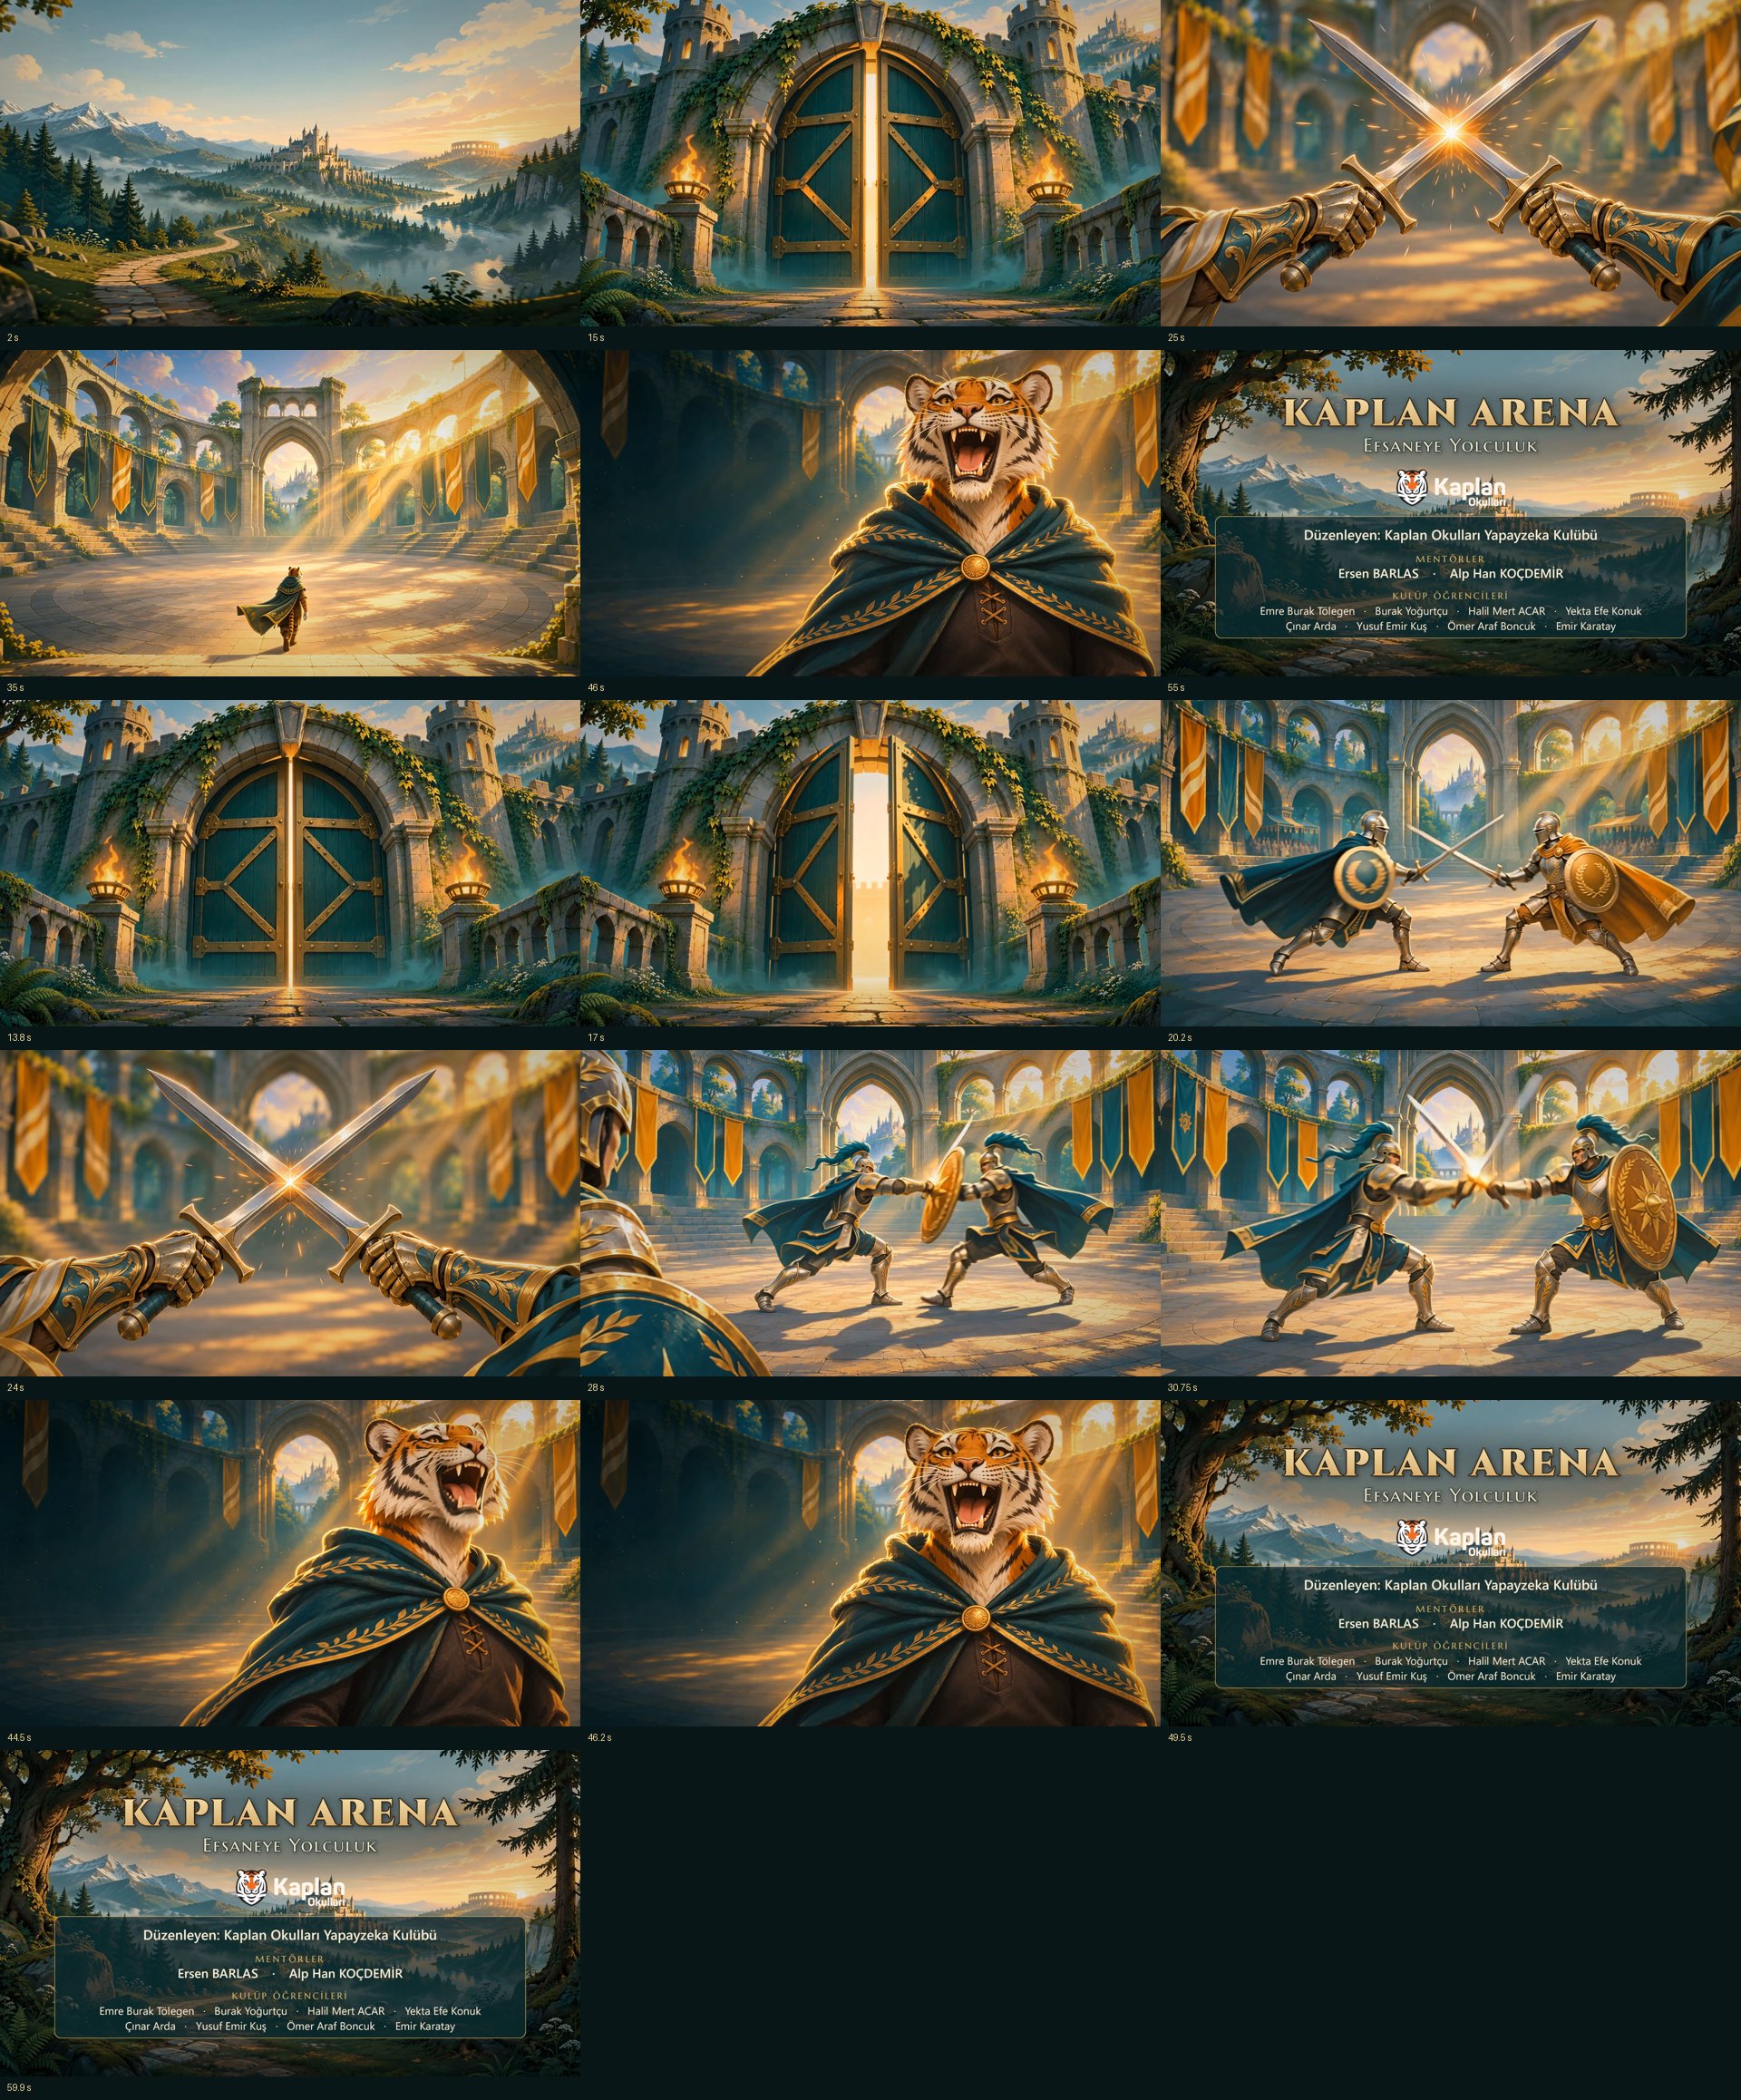 2 s
15 s
25 s
35 s
46 s
KAPLAN ARENA
EFSANEYE YOLCULUK
Kaplan
Okulları
Düzenleyen: Kaplan Okulları Yapayzeka Kulübü
MENTÖRLER
Ersen BARLAS · Alp Han KOÇDEMİR
KULÜP ÖĞRENCİLERİ
Emre Burak Tölegen · Burak Yoğurtçu · Halil Mert ACAR · Yekta Efe Konuk
Çınar Arda · Yusuf Emir Kuş · Ömer Araf Boncuk · Emir Karatay
55 s
13.8 s
17 s
20.2 s
24 s
28 s
30.75 s
44.5 s
46.2 s
KAPLAN ARENA
EFSANEYE YOLCULUK
Kaplan
Okulları
Düzenleyen: Kaplan Okulları Yapayzeka Kulübü
MENTÖRLER
Ersen BARLAS · Alp Han KOÇDEMİR
KULÜP ÖĞRENCİLERİ
Emre Burak Tölegen · Burak Yoğurtçu · Halil Mert ACAR · Yekta Efe Konuk
Çınar Arda · Yusuf Emir Kuş · Ömer Araf Boncuk · Emir Karatay
49.5 s
KAPLAN ARENA
EFSANEYE YOLCULUK
Kaplan
Okulları
Düzenleyen: Kaplan Okulları Yapayzeka Kulübü
MENTÖRLER
Ersen BARLAS · Alp Han KOÇDEMİR
KULÜP ÖĞRENCİLERİ
Emre Burak Tölegen · Burak Yoğurtçu · Halil Mert ACAR · Yekta Efe Konuk
Çınar Arda · Yusuf Emir Kuş · Ömer Araf Boncuk · Emir Karatay
59.9 s